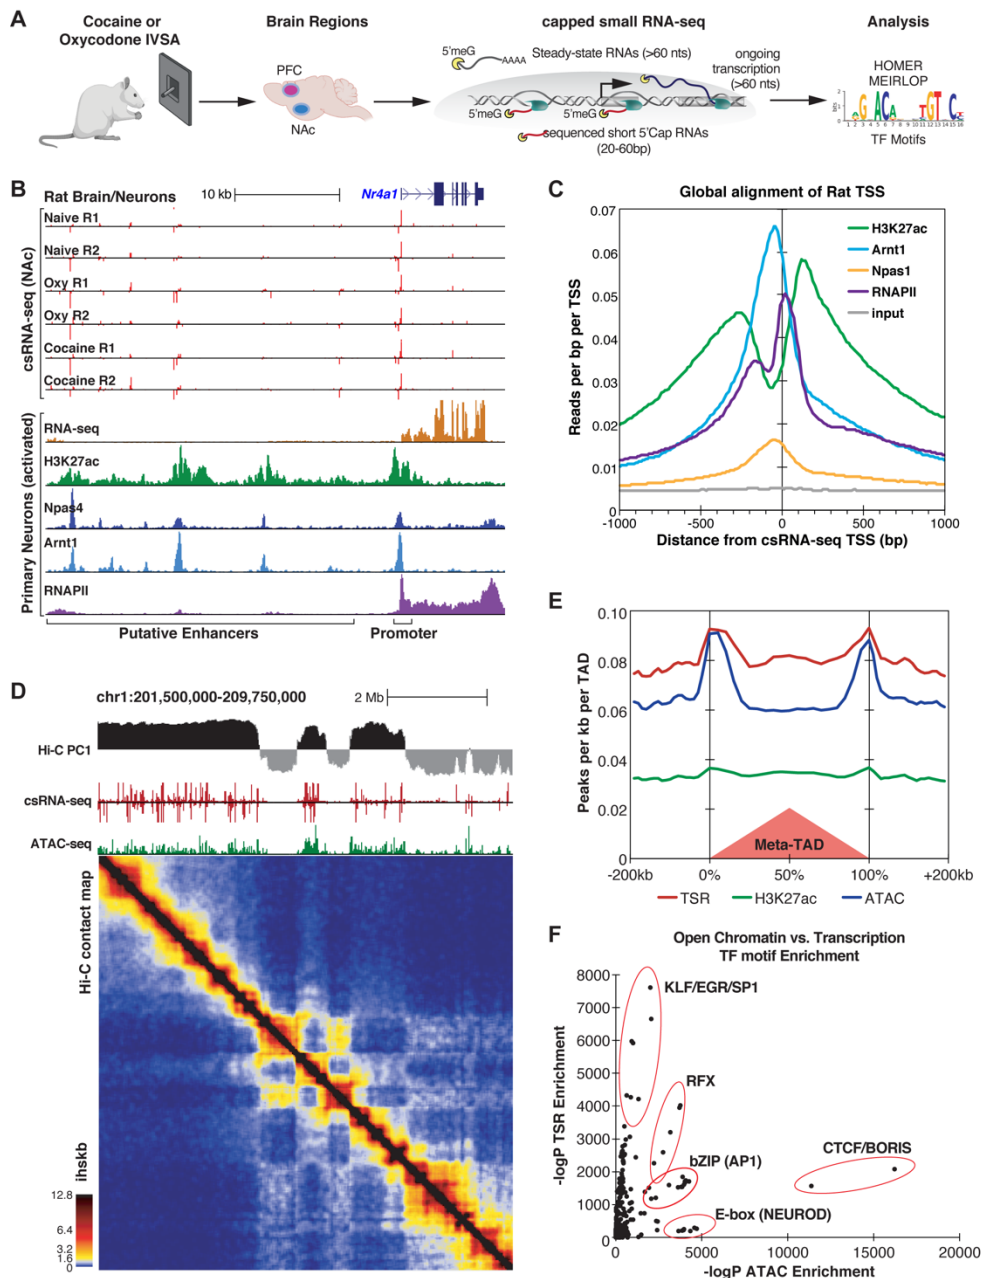 A
Cocaine or
Oxycodone IVSA
Brain Regions
PFC
NAc
capped small RNA-seq
5'meG
AAAA
Steady-state RNAs (>60 nts)
ongoing
transcription
(>60 nts)
5'meG
5'meG
sequenced short 5'Cap RNAs
(20-60bp)
Analysis
HOMER
MEIRLOP
TF Motifs
B
Rat Brain/Neurons
10 kb
Nr4a1
csRNA-seq (NAc)
Naive R1
Naive R2
Oxy R1
Oxy R2
Cocaine R1
Cocaine R2
Primary Neurons (activated)
RNA-seq
H3K27ac
Npas4
Arnt1
RNAPII
Putative Enhancers
Promoter
C
Global alignment of Rat TSS
Reads per bp per TSS
0.07
0.06
0.05
0.04
0.03
0.02
0.01
0
-1000
-500
0
500
1000
Distance from csRNA-seq TSS (bp)
H3K27ac
Arnt1
Npas1
RNAPII
input
D
chr1:201,500,000-209,750,000
2 Mb
Hi-C PC1
csRNA-seq
ATAC-seq
Hi-C contact map
ihskb
12.8
6.4
3.2
1.6
0
E
Peaks per kb per TAD
0.10
0.08
0.06
0.04
0.02
0
Meta-TAD
-200kb
0%
50%
100%
+200kb
TSR
H3K27ac
ATAC
F
Open Chromatin vs. Transcription
TF motif Enrichment
-logP TSR Enrichment
8000
7000
6000
5000
4000
3000
2000
1000
0
KLF/EGR/SP1
RFX
bZIP (AP1)
CTCF/BORIS
E-box (NEUROD)
0
5000
10000
15000
20000
-logP ATAC Enrichment